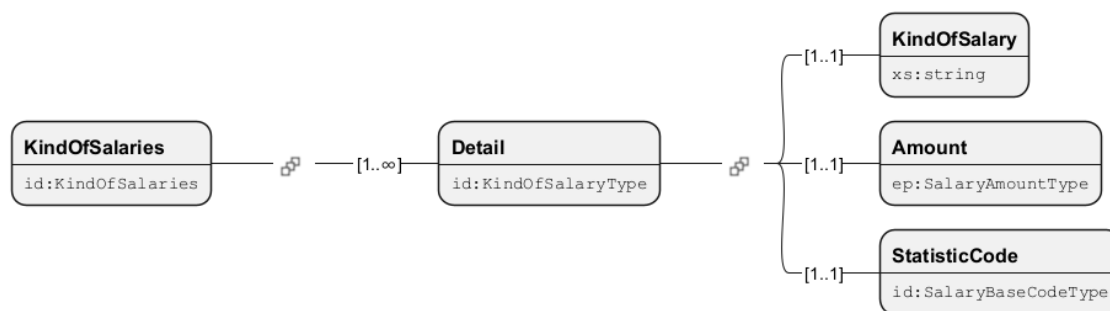 KindOfSalary
[1..1]
xs:string
KindOfSalaries
id:KindOfSalaries
[1..∞]
Detail
id:KindOfSalaryType
[1..1]
Amount
ep:SalaryAmountType
StatisticCode
[1..1]
id:SalaryBaseCodeType